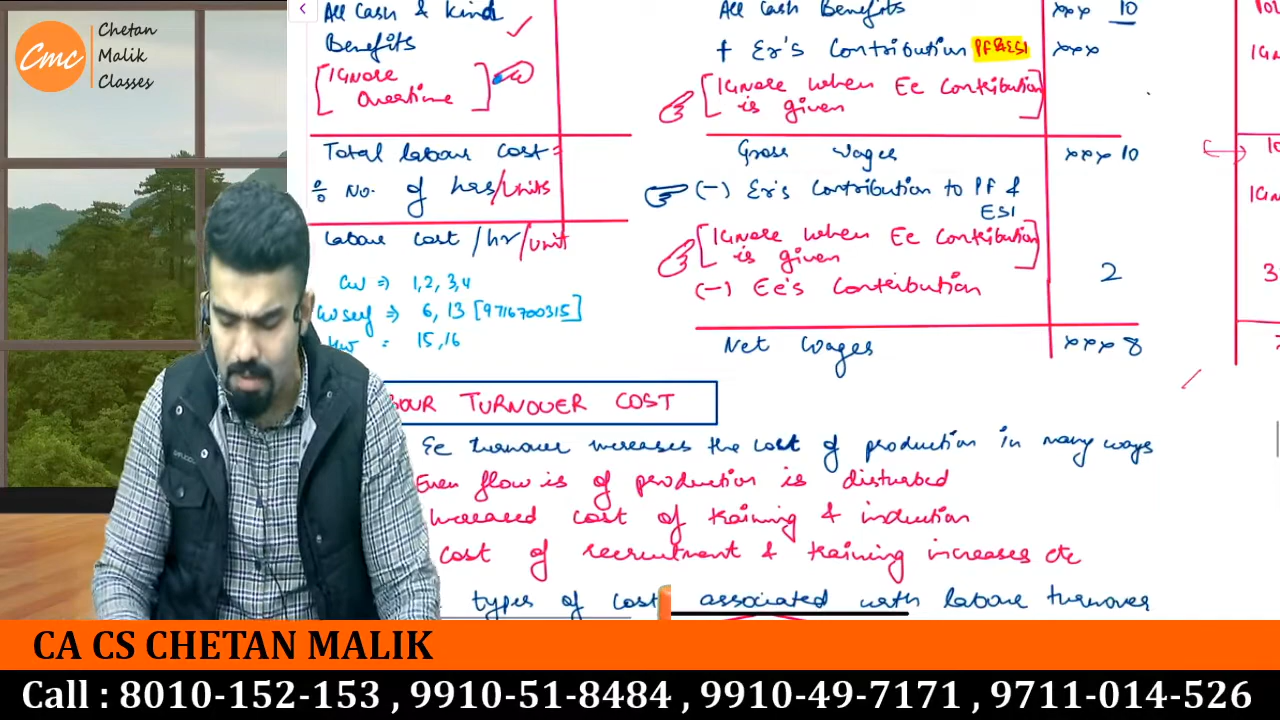 Chetan
Malik
Classes
CMC
All Cash & Kind
Benefits
[Ignore
Overtime]
Total labour cost =
÷ No. of hrs/Units
Labour cost /hr/unit
CW => 1,2,3,4
CW self => 6, 13 [9716700315]
HW = 15,16
All Cash Benefits xxx 10
+ Er's Contribution PF & ESI xxx
[Ignore when Ee Contribution
is given]
Gross Wages xxx 10
(-) Er's Contribution to PF &
ESI
[Ignore when Ee Contribution
is given]
(-) Ee's Contribution 2
Net Wages xxx 8
BOUR TURNOVER COST
Ee turnover increases the cost of production in many ways
Even flow is of production is disturbed
Increased cost of training & induction
cost of recruitment & training increases etc
types of cost associated with labour turnover
CA CS CHETAN MALIK
Call : 8010-152-153 , 9910-51-8484 , 9910-49-7171 , 9711-014-526